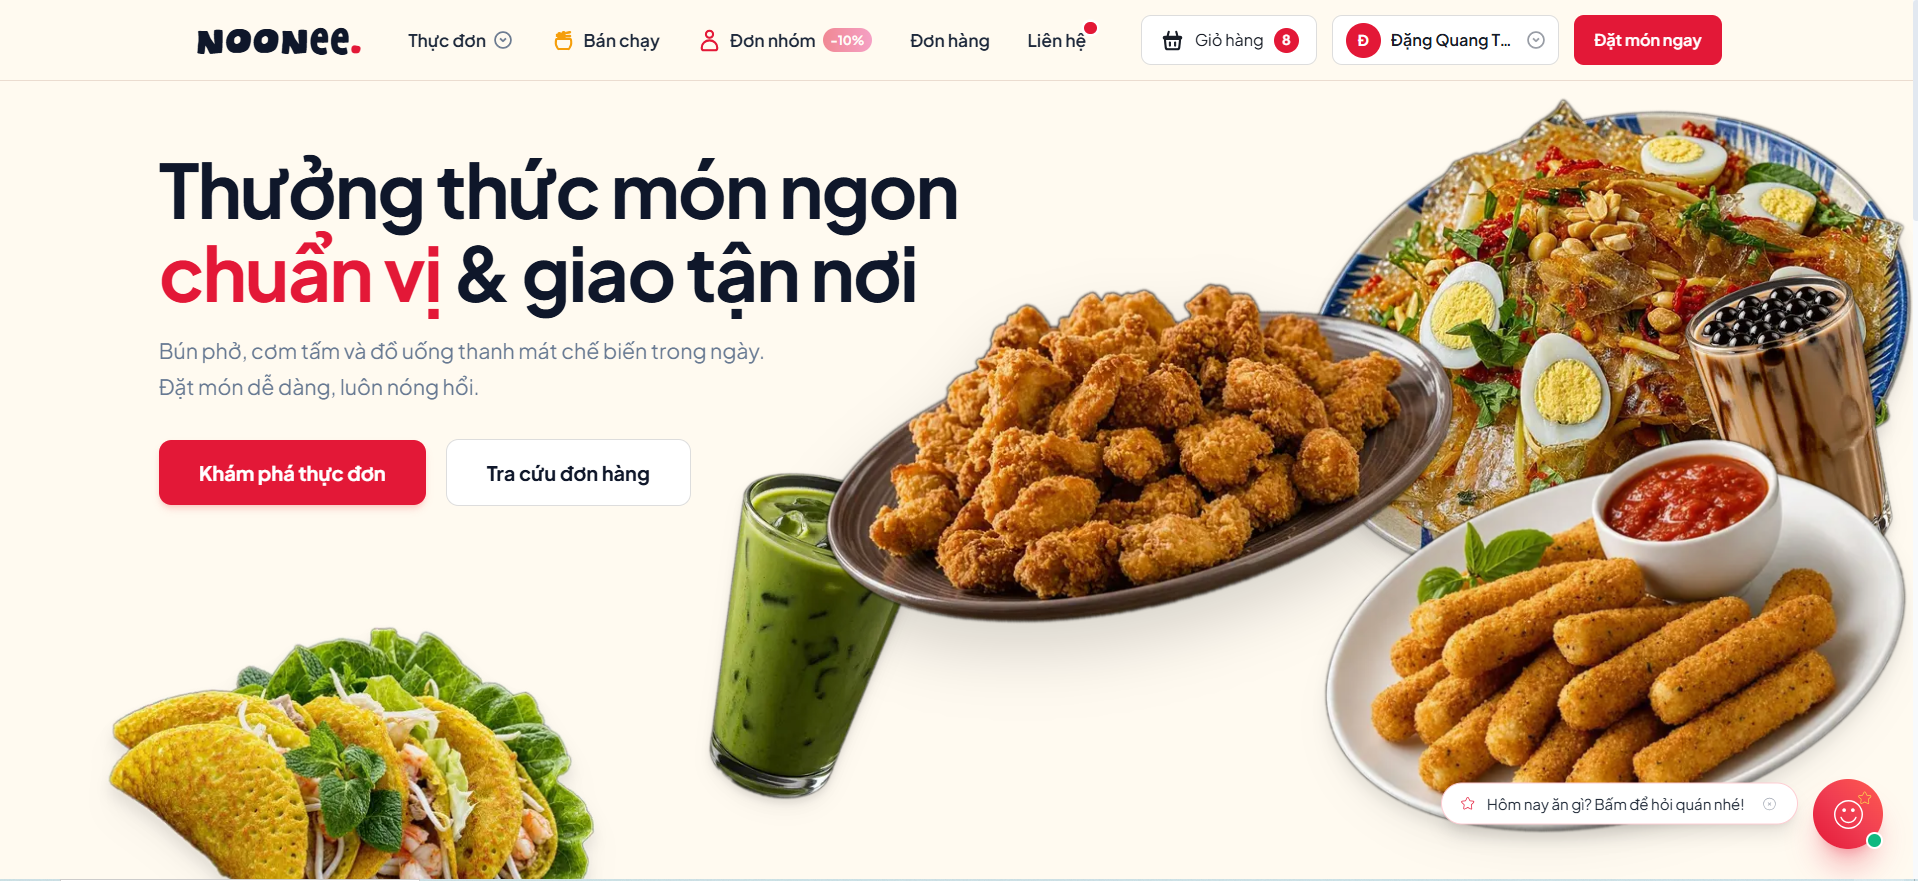 NOONee.
Thực đơn
Bán chạy
Đơn nhóm -10%
Đơn hàng
Liên hệ
Giỏ hàng 8
Đ Đặng Quang T...
Đặt món ngay
Thưởng thức món ngon
chuẩn vị & giao tận nơi
Bún phở, cơm tấm và đồ uống thanh mát chế biến trong ngày.
Đặt món dễ dàng, luôn nóng hổi.
Khám phá thực đơn
Tra cứu đơn hàng
Hôm nay ăn gì? Bấm để hỏi quán nhé!